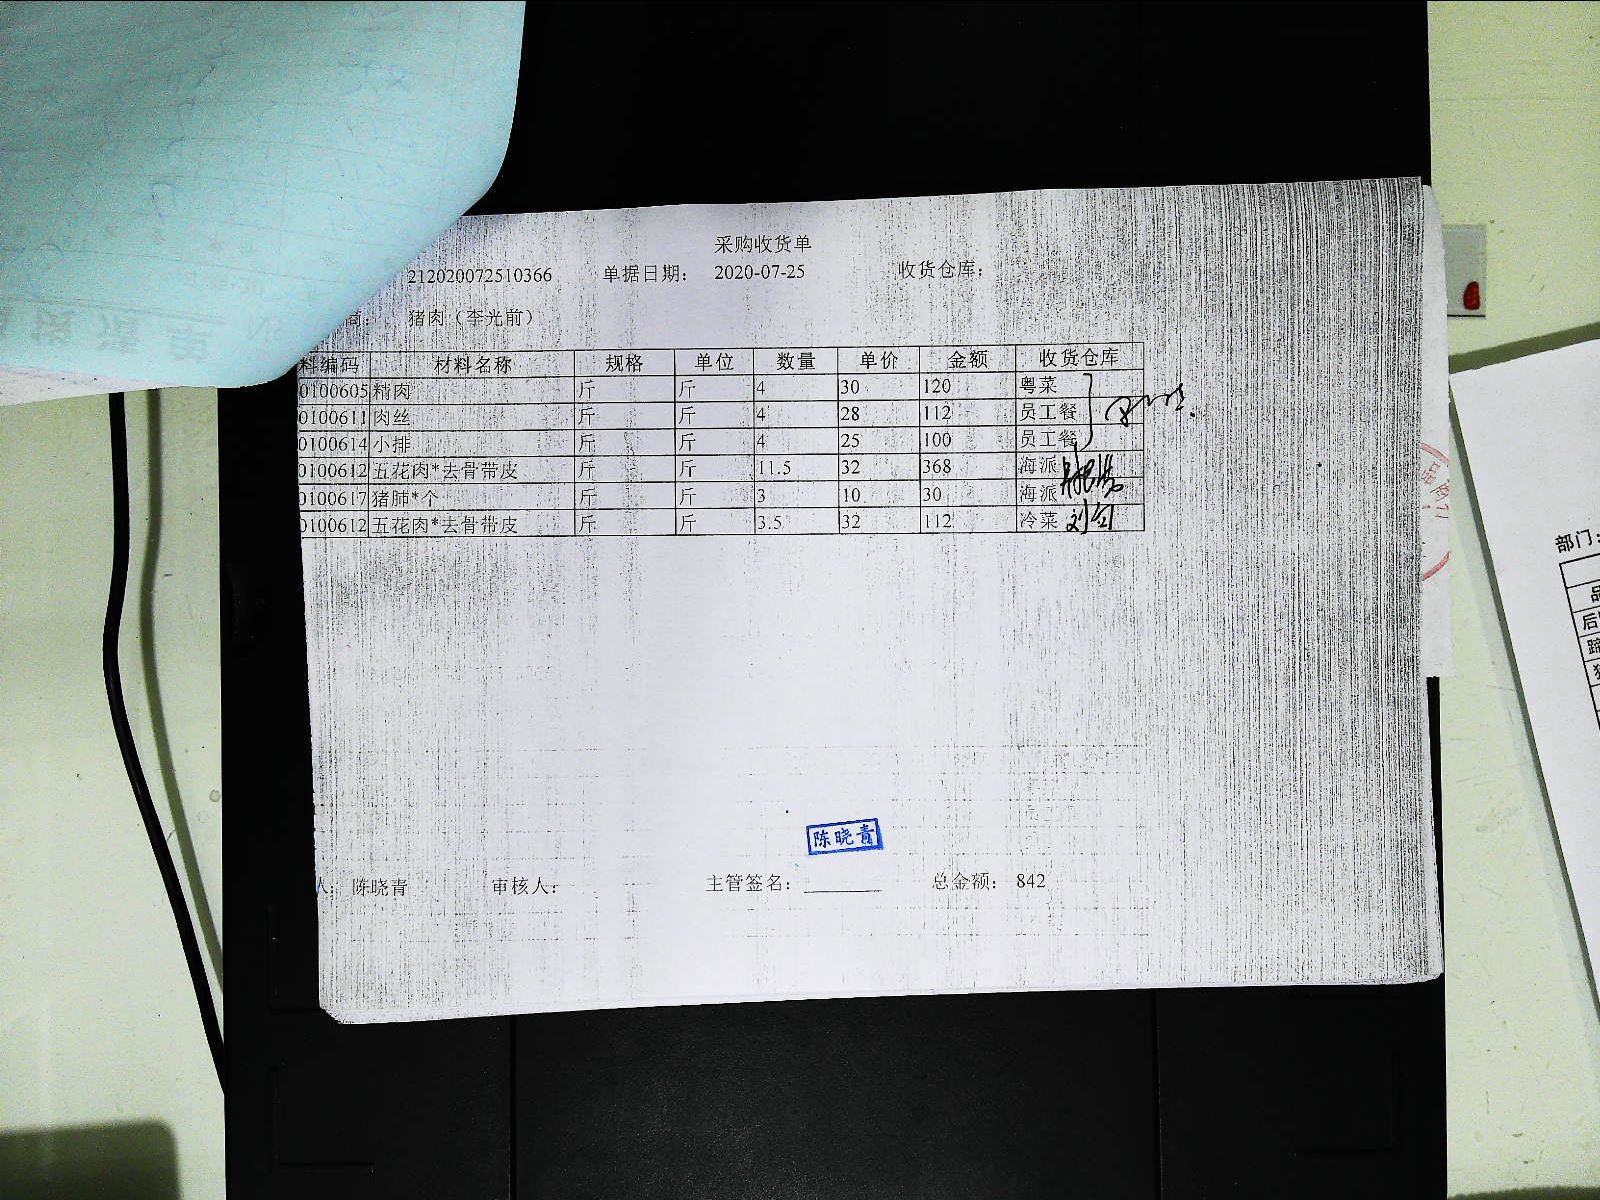 采购收货单
212020072510366 单据日期: 2020-07-25 收货仓库:
商: 猪肉（李光前）
料编码 材料名称 规格 单位 数量 单价 金额 收货仓库
0100605 精肉 斤 斤 4 30 120 粤菜
0100611 肉丝 斤 斤 4 28 112 员工餐
0100614 小排 斤 斤 4 25 100 员工餐
0100612 五花肉*去骨带皮 斤 斤 11.5 32 368 海派
0100617 猪肺*个 斤 斤 3 10 30 海派
0100612 五花肉*去骨带皮 斤 斤 3.5 32 112 冷菜
陈晓青
人: 陈晓青 审核人: 主管签名: 总金额: 842
部门: